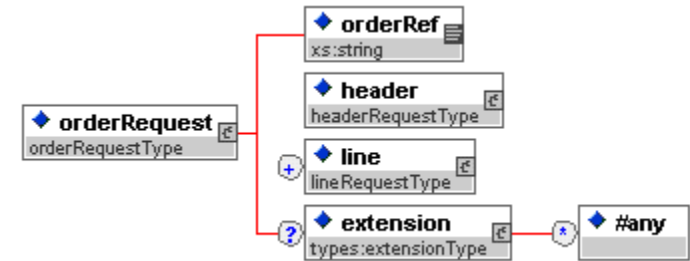 orderRef
xs:string
header
headerRequestType
orderRequest
orderRequestType
+
line
lineRequestType
?
extension
types:extensionType
*
#any